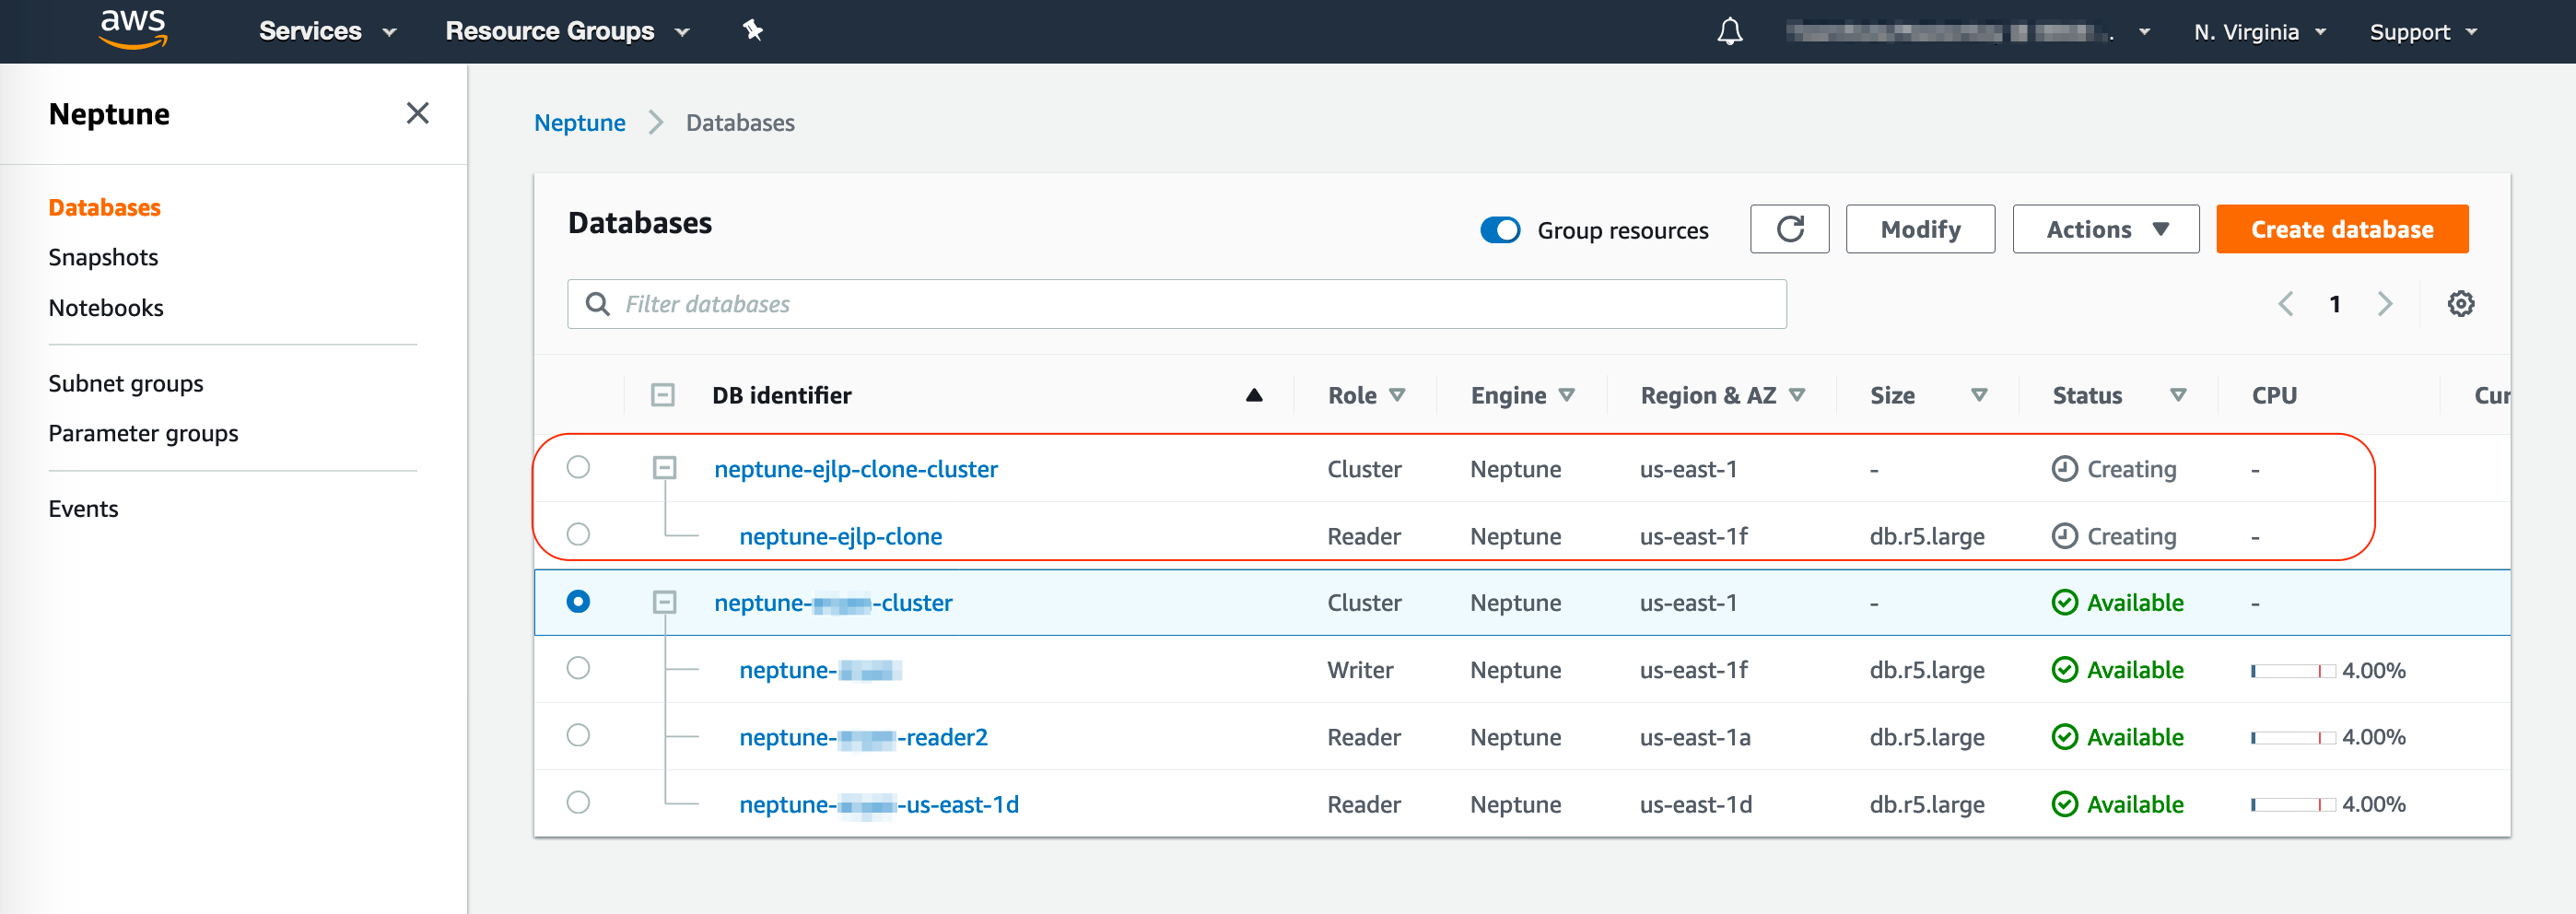 aws Services Resource Groups N. Virginia Support
Neptune
Databases
Snapshots
Notebooks
Subnet groups
Parameter groups
Events
Neptune Databases
Databases Group resources Modify Actions Create database
Filter databases 1
DB identifier Role Engine Region & AZ Size Status CPU Cur
neptune-ejlp-clone-cluster Cluster Neptune us-east-1 - Creating -
neptune-ejlp-clone Reader Neptune us-east-1f db.r5.large Creating -
neptune- -cluster Cluster Neptune us-east-1 - Available -
neptune- Writer Neptune us-east-1f db.r5.large Available 4.00%
neptune- -reader2 Reader Neptune us-east-1a db.r5.large Available 4.00%
neptune- -us-east-1d Reader Neptune us-east-1d db.r5.large Available 4.00%